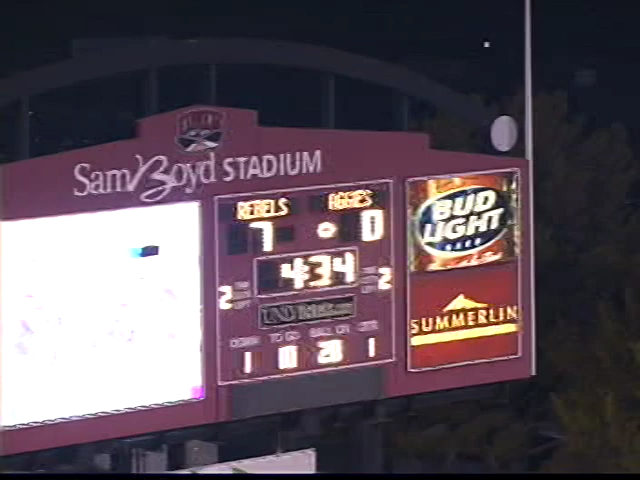 Sam Boyd STADIUM
REBELS AGGIES
7 0
4:34
2 2
DOWN TO GO BALL ON QTR
1 10 28 1
BUD
LIGHT
BEER
SUMMERLIN